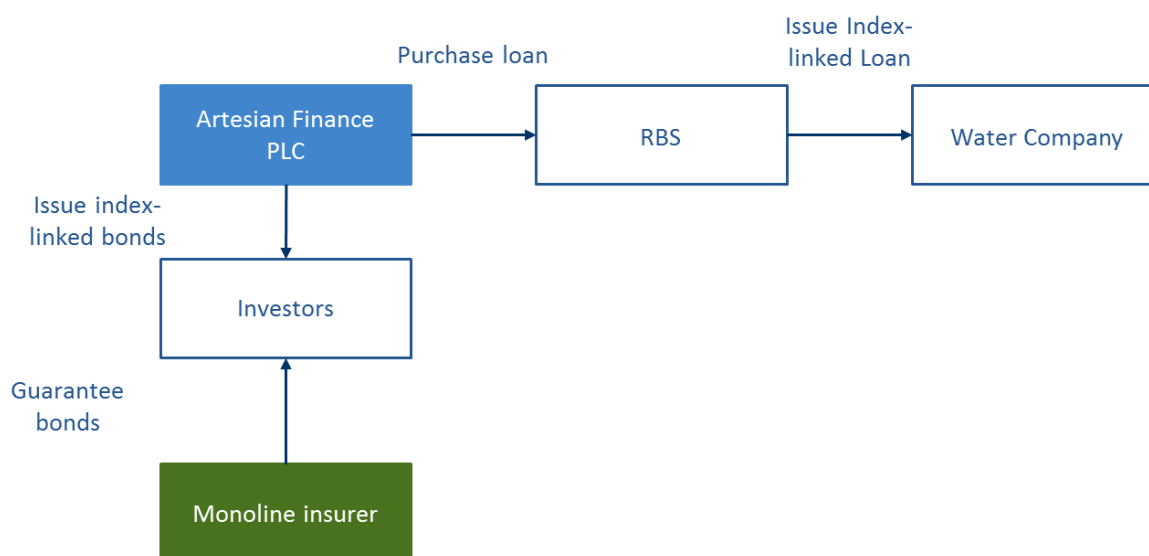 Issue Index-
linked Loan
Purchase loan
Artesian Finance
PLC
RBS
Water Company
Issue index-
linked bonds
Investors
Guarantee
bonds
Monoline insurer